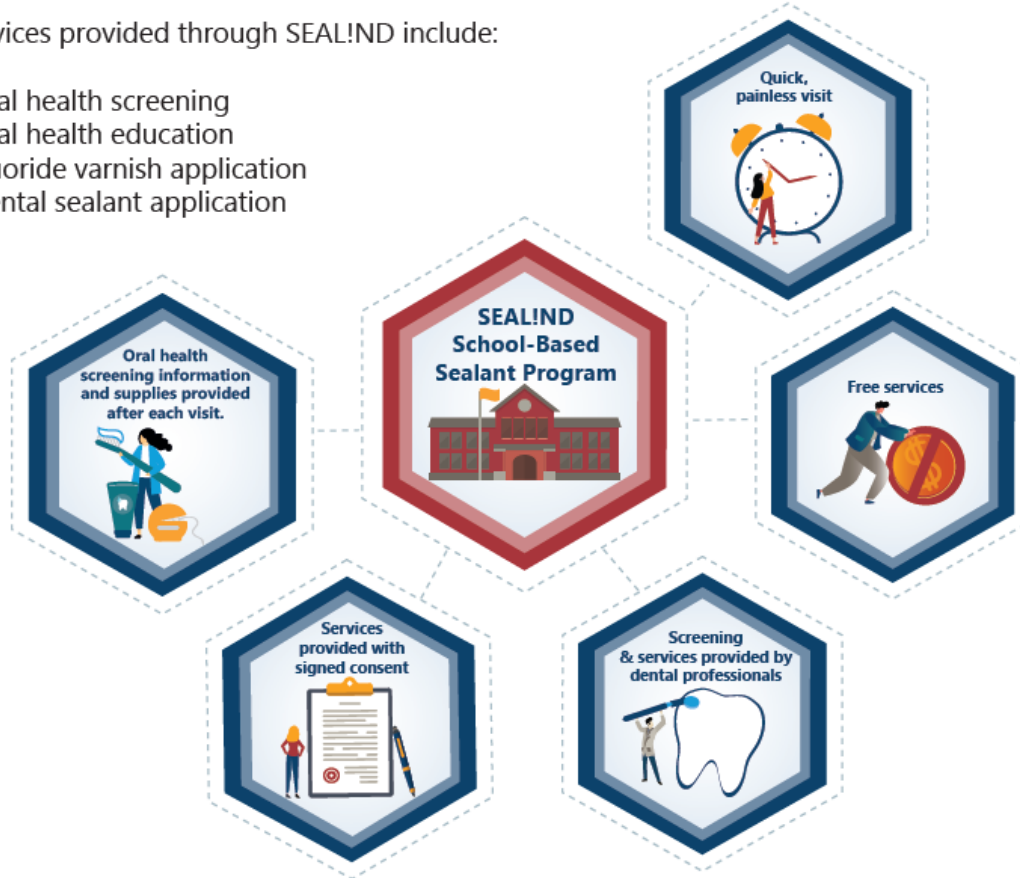 vices provided through SEAL!ND include:
al health screening
al health education
uoride varnish application
ental sealant application
Quick,
painless visit
SEAL!ND
School-Based
Sealant Program
Oral health
screening information
and supplies provided
after each visit.
Free services
Services
provided with
signed consent
Screening
& services provided by
dental professionals